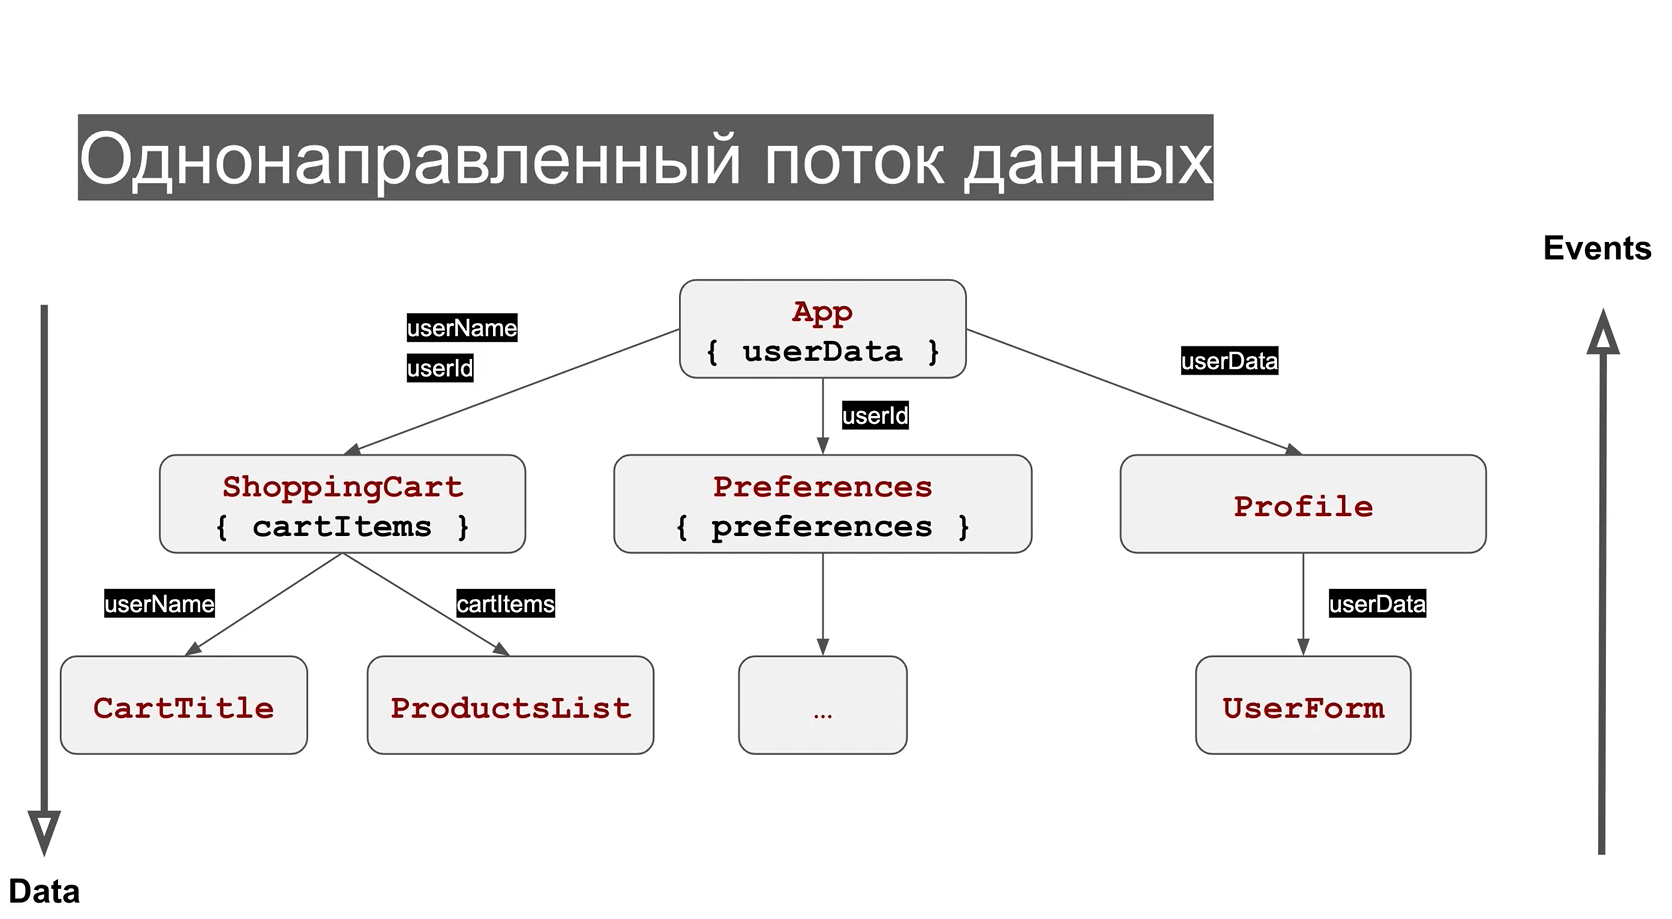 Однонаправленный поток данных
Events
App
{ userData }
userName
userId
userId
userData
ShoppingCart
{ cartItems }
Preferences
{ preferences }
Profile
userName
cartItems
userData
CartTitle
ProductsList
...
UserForm
Data